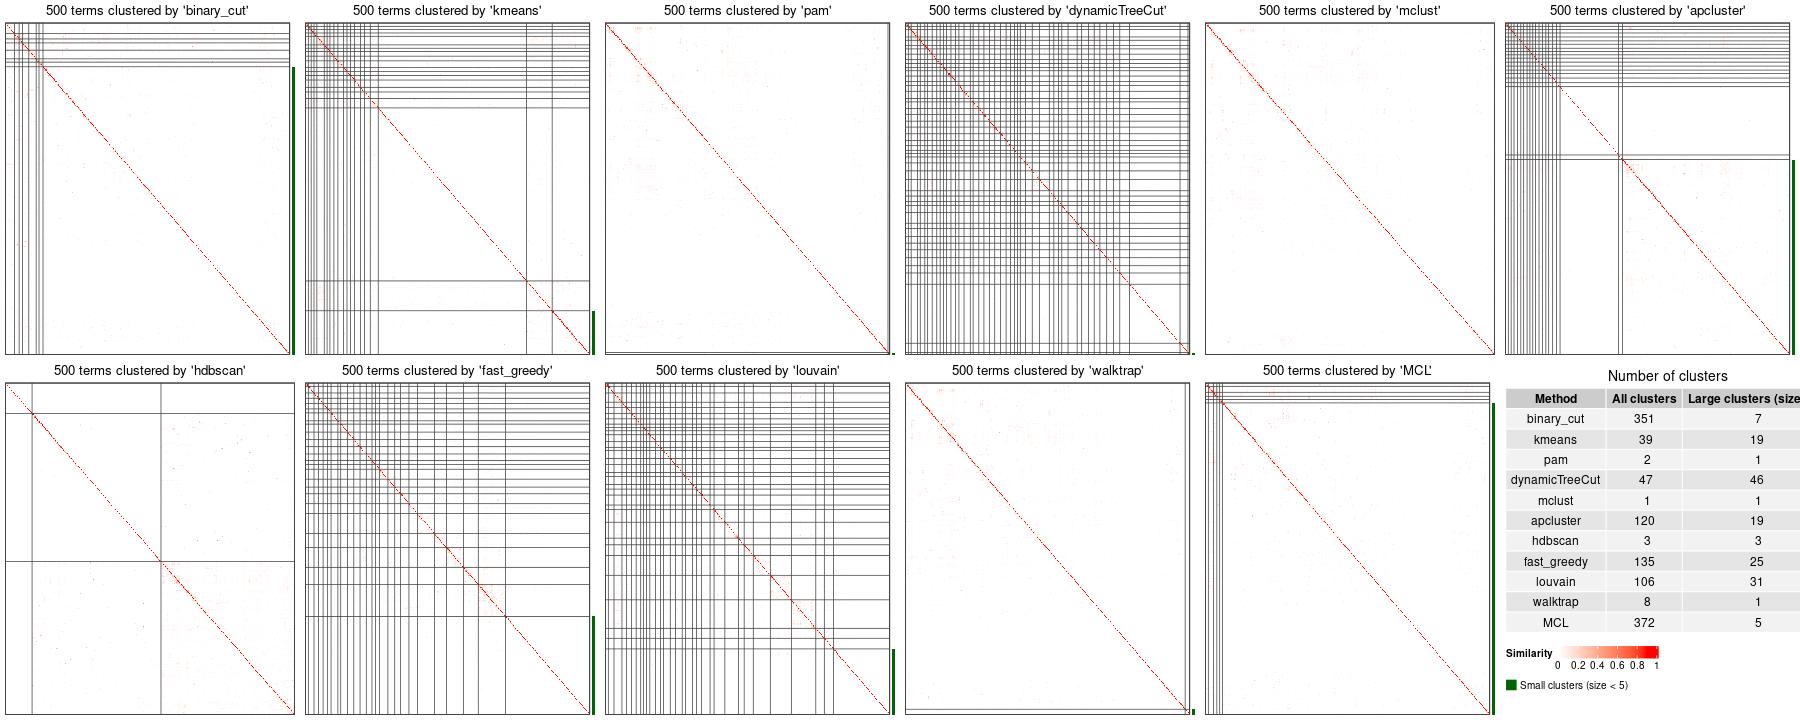 500 terms clustered by 'binary_cut'
500 terms clustered by 'kmeans'
500 terms clustered by 'pam'
500 terms clustered by 'dynamicTreeCut'
500 terms clustered by 'mclust'
500 terms clustered by 'apcluster'
500 terms clustered by 'hdbscan'
500 terms clustered by 'fast_greedy'
500 terms clustered by 'louvain'
500 terms clustered by 'walktrap'
500 terms clustered by 'MCL'
Number of clusters
Method All clusters Large clusters (size
binary_cut 351 7
kmeans 39 19
pam 2 1
dynamicTreeCut 47 46
mclust 1 1
apcluster 120 19
hdbscan 3 3
fast_greedy 135 25
louvain 106 31
walktrap 8 1
MCL 372 5
Similarity
0 0.2 0.4 0.6 0.8 1
Small clusters (size < 5)